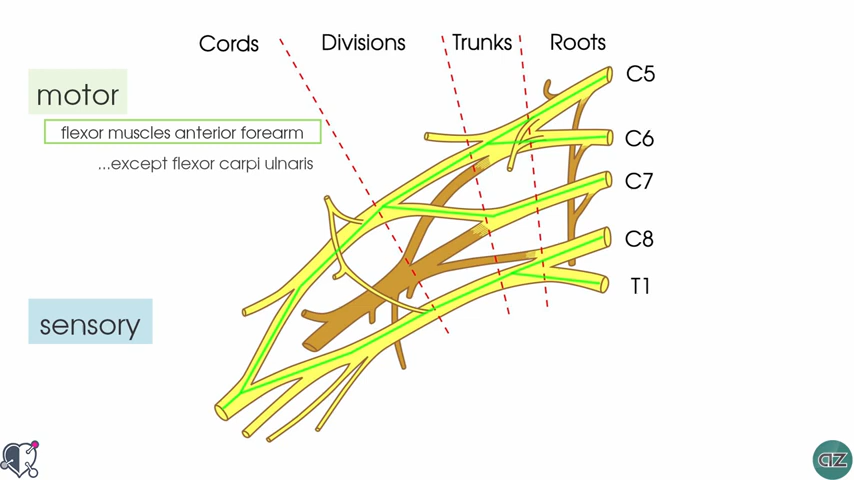 Cords Divisions Trunks Roots
C5
motor
flexor muscles anterior forearm
C6
...except flexor carpi ulnaris
C7
C8
T1
sensory
az